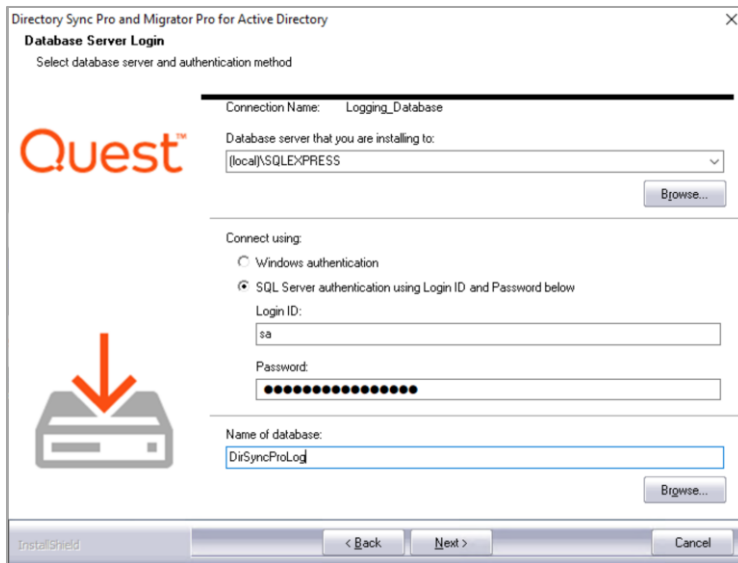 Directory Sync Pro and Migrator Pro for Active Directory
Database Server Login
Select database server and authentication method
Quest™
Connection Name: Logging_Database
Database server that you are installing to:
(local)\SQLEXPRESS
Browse...
Connect using:
Windows authentication
SQL Server authentication using Login ID and Password below
Login ID:
sa
Password:
●●●●●●●●●●●●●●●●
Name of database:
DirSyncProLog
Browse...
InstallShield
< Back Next > Cancel